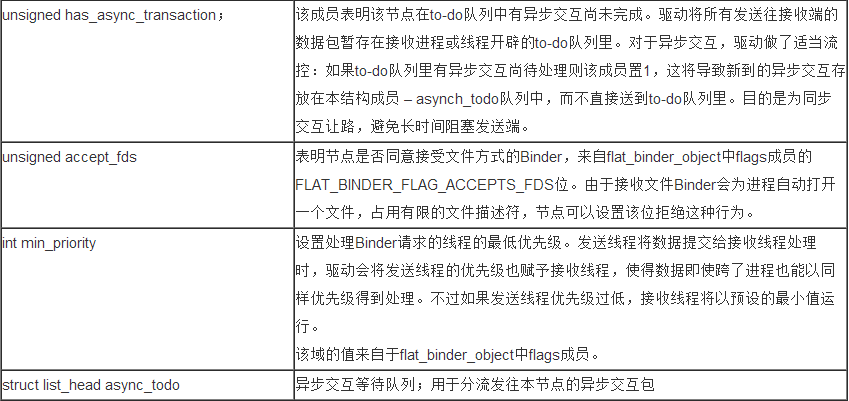 unsigned has_async_transaction；
该成员表明该节点在to-do队列中有异步交互尚未完成。驱动将所有发送往接收端的
数据包暂存在接收进程或线程开辟的to-do队列里。对于异步交互，驱动做了适当流
控：如果to-do队列里有异步交互尚待处理则该成员置1，这将导致新到的异步交互存
放在本结构成员 – asynch_todo队列中，而不直接送到to-do队列里。目的是为同步
交互让路，避免长时间阻塞发送端。
unsigned accept_fds
表明节点是否同意接受文件方式的Binder，来自flat_binder_object中flags成员的
FLAT_BINDER_FLAG_ACCEPTS_FDS位。由于接收文件Binder会为进程自动打开
一个文件，占用有限的文件描述符，节点可以设置该位拒绝这种行为。
int min_priority
设置处理Binder请求的线程的最低优先级。发送线程将数据提交给接收线程处理
时，驱动会将发送线程的优先级也赋予接收线程，使得数据即使跨了进程也能以同
样优先级得到处理。不过如果发送线程优先级过低，接收线程将以预设的最小值运
行。
该域的值来自于flat_binder_object中flags成员。
struct list_head async_todo
异步交互等待队列；用于分流发往本节点的异步交互包